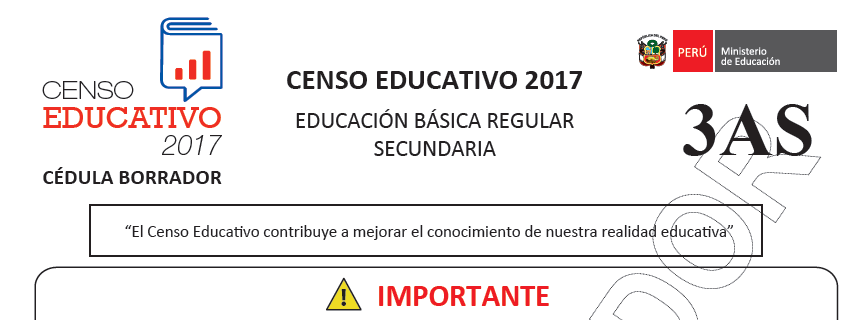 CENSO
EDUCATIVO
2017
CÉDULA BORRADOR
CENSO EDUCATIVO 2017
EDUCACIÓN BÁSICA REGULAR
SECUNDARIA
PERÚ
Ministerio
de Educación
3AS
“El Censo Educativo contribuye a mejorar el conocimiento de nuestra realidad educativa”
IMPORTANTE
DOR